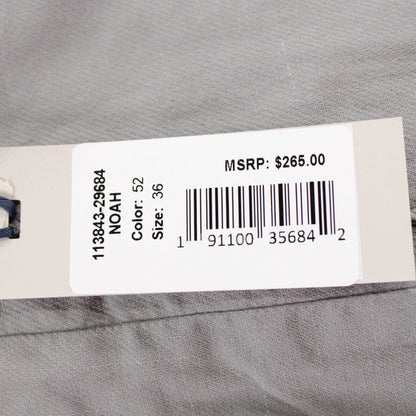 113843-29684
NOAH
Color: 52
Size: 36
MSRP: $265.00
1 91100 35684 2